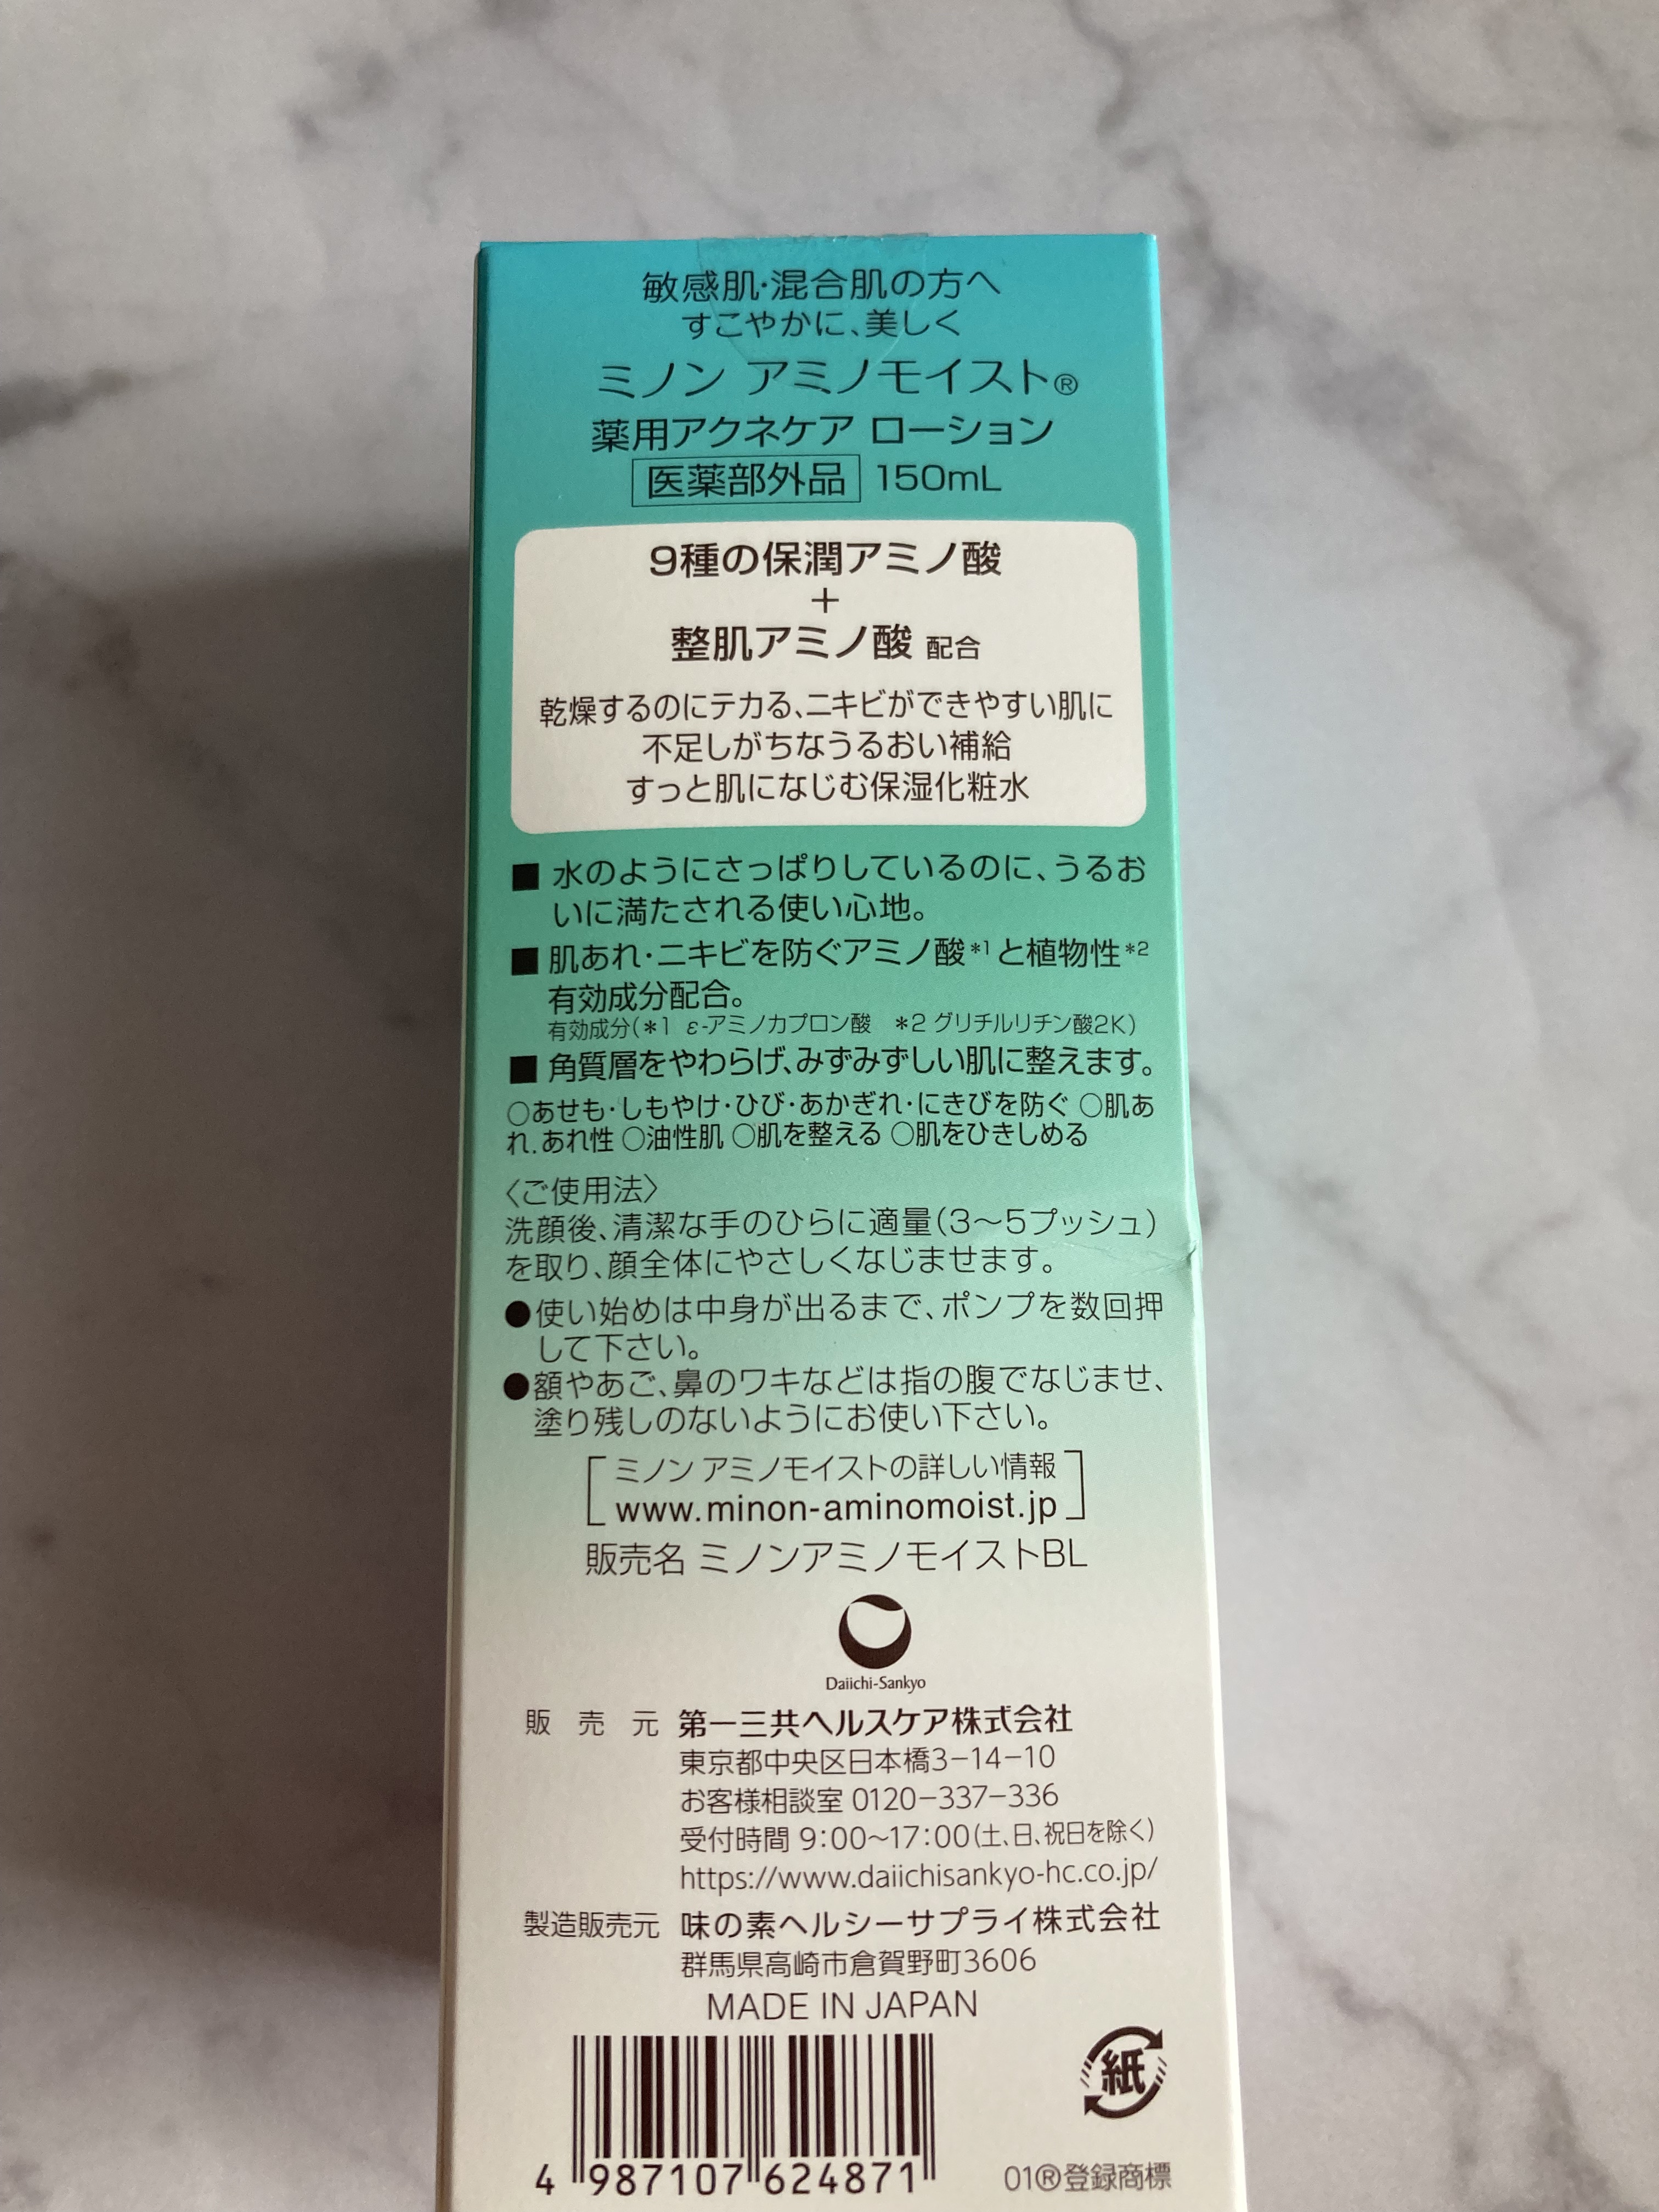 敏感肌・混合肌の方へ
すこやかに、美しく
ミノン アミノモイスト®
薬用アクネケア ローション
医薬部外品 150mL
9種の保潤アミノ酸
+
整肌アミノ酸 配合
乾燥するのにテカる、ニキビができやすい肌に
不足しがちなうるおい補給
すっと肌になじむ保湿化粧水
■ 水のようにさっぱりしているのに、うるお
いに満たされる使い心地。
■ 肌あれ・ニキビを防ぐアミノ酸*1と植物性*2
有効成分配合。
有効成分(*1 ε-アミノカプロン酸 *2 グリチルリチン酸2K)
■ 角質層をやわらげ、みずみずしい肌に整えます。
○あせも・しもやけ・ひび・あかぎれ・にきびを防ぐ ○肌あ
れ.あれ性 ○油性肌 ○肌を整える ○肌をひきしめる
〈ご使用法〉
洗顔後、清潔な手のひらに適量(3〜5プッシュ)
を取り、顔全体にやさしくなじませます。
●使い始めは中身が出るまで、ポンプを数回押
して下さい。
●額やあご、鼻のワキなどは指の腹でなじませ、
塗り残しのないようにお使い下さい。
ミノン アミノモイストの詳しい情報
www.minon-aminomoist.jp
販売名 ミノンアミノモイストBL
Daiichi-Sankyo
販 売 元 第一三共ヘルスケア株式会社
東京都中央区日本橋3−14−10
お客様相談室 0120−337−336
受付時間 9:00〜17:00(土、日、祝日を除く)
https://www.daiichisankyo-hc.co.jp/
製造販売元 味の素ヘルシーサプライ株式会社
群馬県高崎市倉賀野町3606
MADE IN JAPAN
紙
4 987107 624871
01®登録商標